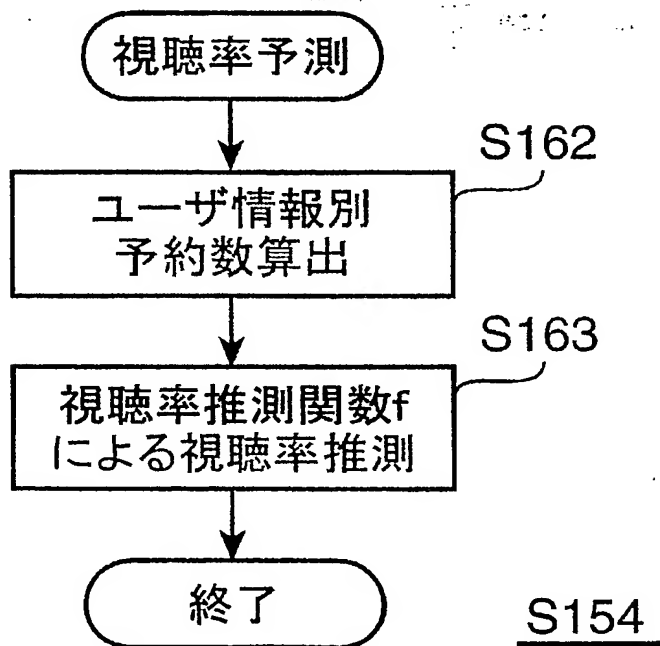 視聴率予測
S162
ユーザ情報別
予約数算出
S163
視聴率推測関数f
による視聴率推測
終了
S154